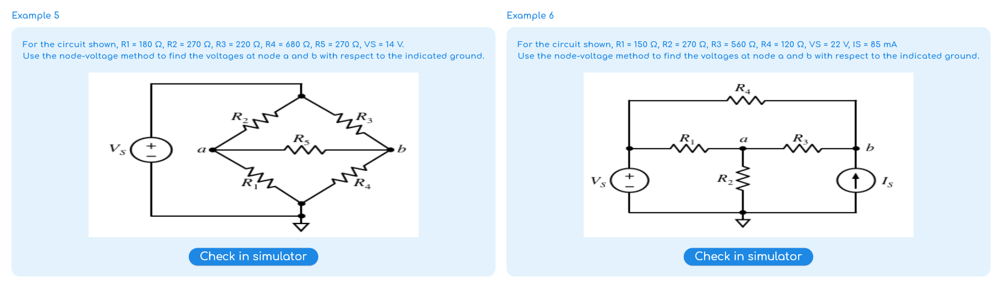 Example 5
For the circuit shown, R1 = 180 Ω, R2 = 270 Ω, R3 = 220 Ω, R4 = 680 Ω, R5 = 270 Ω, VS = 14 V.
Use the node-voltage method to find the voltages at node a and b with respect to the indicated ground.
R2
R3
R5
VS
+
−
a
b
R1
R4
Check in simulator
Example 6
For the circuit shown, R1 = 150 Ω, R2 = 270 Ω, R3 = 560 Ω, R4 = 120 Ω, VS = 22 V, IS = 85 mA
Use the node-voltage method to find the voltages at node a and b with respect to the indicated ground.
R4
R1
a
R3
b
VS
+
−
R2
IS
Check in simulator